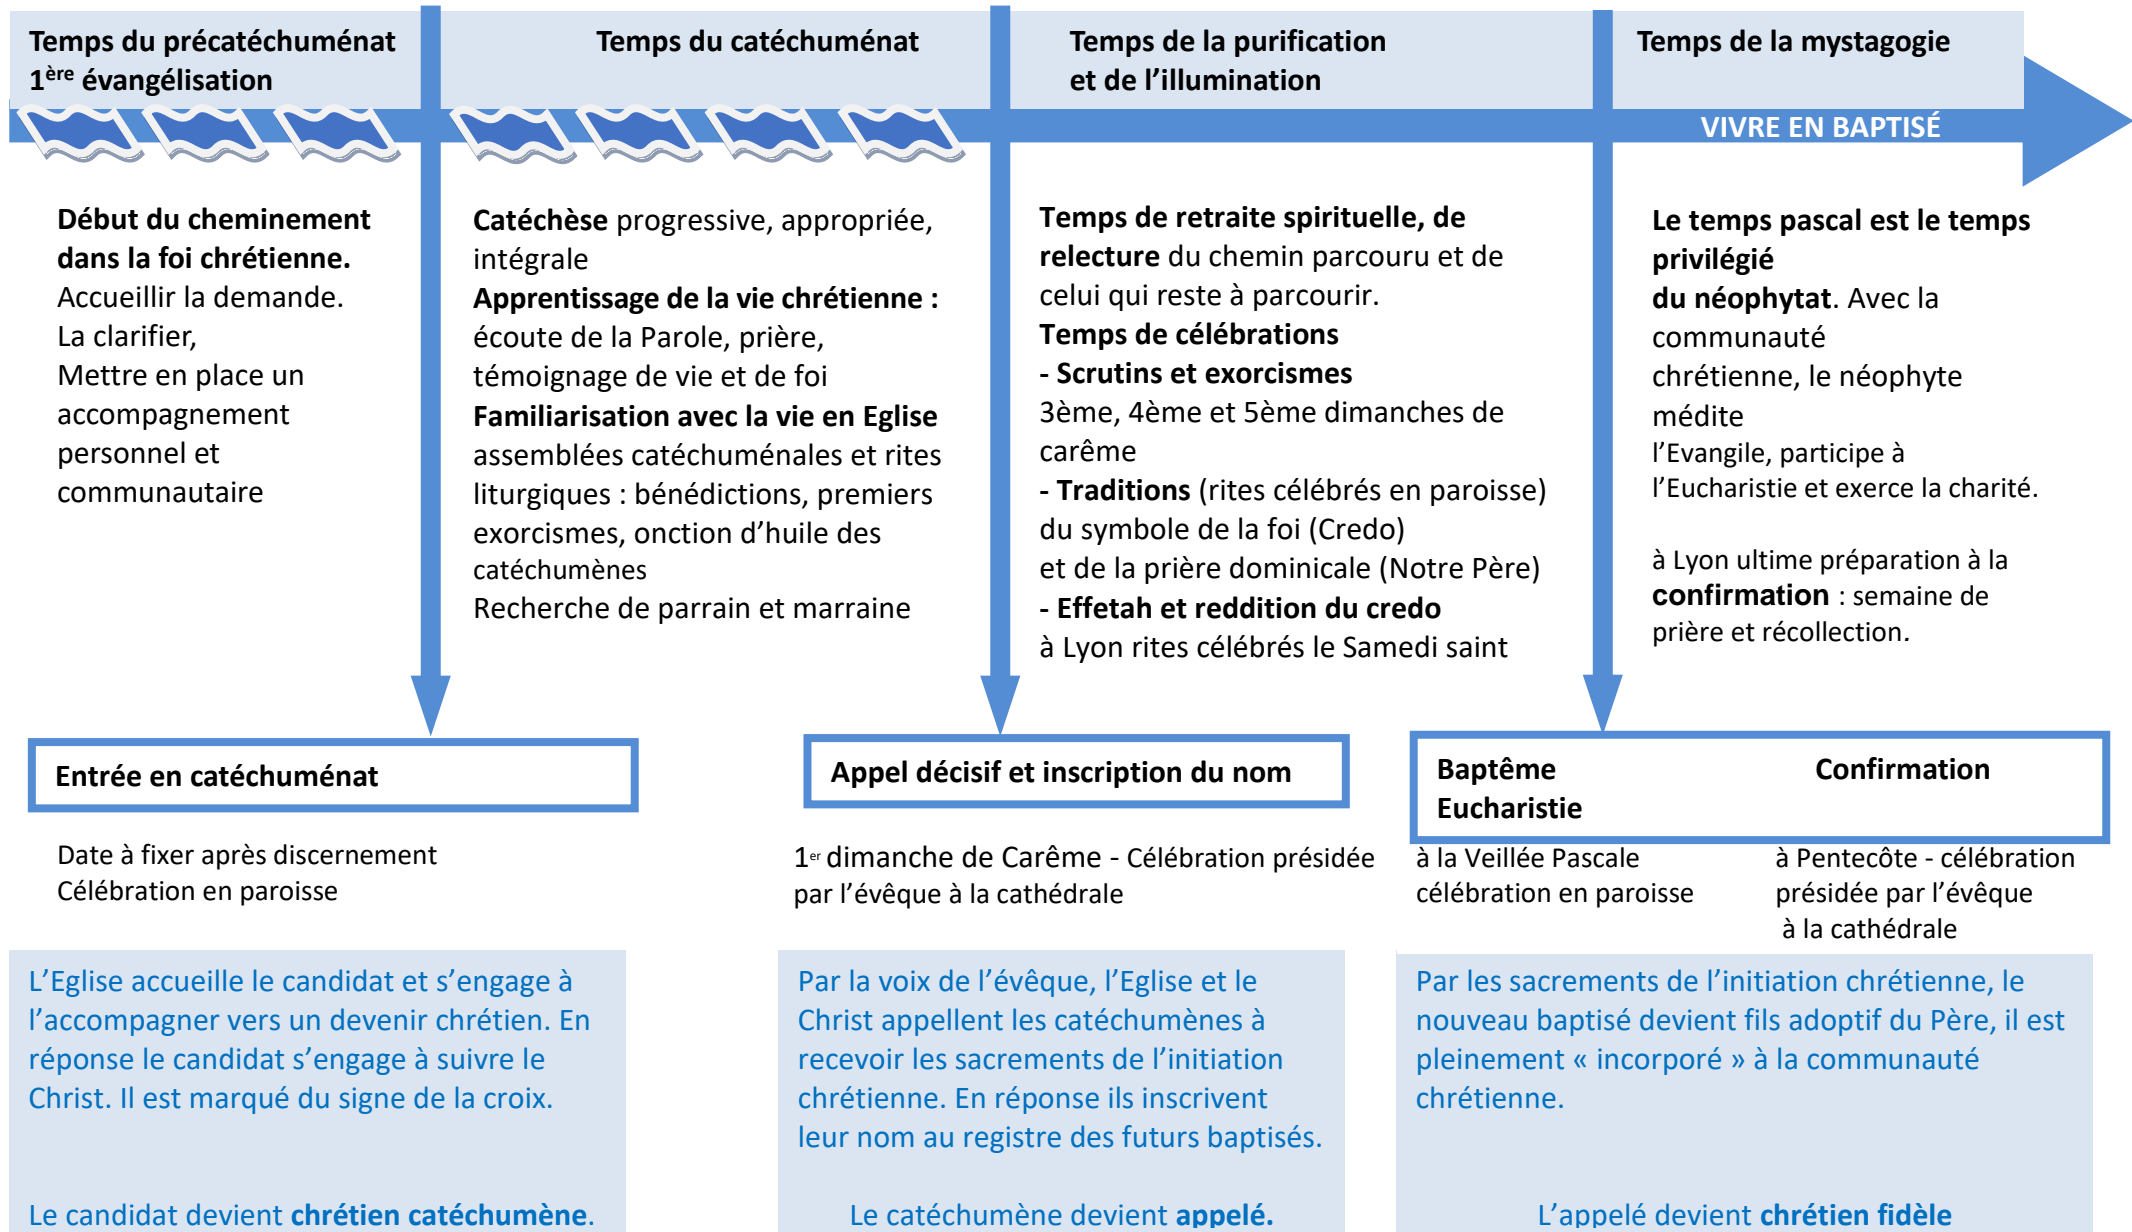 Temps du précatéchuménat
1ère évangélisation
Temps du catéchuménat
Temps de la purification
et de l’illumination
Temps de la mystagogie
VIVRE EN BAPTISÉ
Début du cheminement
dans la foi chrétienne.
Accueillir la demande.
La clarifier,
Mettre en place un
accompagnement
personnel et
communautaire
Catéchèse progressive, appropriée,
intégrale
Apprentissage de la vie chrétienne :
écoute de la Parole, prière,
témoignage de vie et de foi
Familiarisation avec la vie en Eglise
assemblées catéchuménales et rites
liturgiques : bénédictions, premiers
exorcismes, onction d’huile des
catéchumènes
Recherche de parrain et marraine
Temps de retraite spirituelle, de
relecture du chemin parcouru et de
celui qui reste à parcourir.
Temps de célébrations
- Scrutins et exorcismes
3ème, 4ème et 5ème dimanches de
carême
- Traditions (rites célébrés en paroisse)
du symbole de la foi (Credo)
et de la prière dominicale (Notre Père)
- Effetah et reddition du credo
à Lyon rites célébrés le Samedi saint
Le temps pascal est le temps
privilégié
du néophytat. Avec la
communauté
chrétienne, le néophyte
médite
l’Evangile, participe à
l’Eucharistie et exerce la charité.
à Lyon ultime préparation à la
confirmation : semaine de
prière et récollection.
Entrée en catéchuménat
Date à fixer après discernement
Célébration en paroisse
L’Eglise accueille le candidat et s’engage à
l’accompagner vers un devenir chrétien. En
réponse le candidat s’engage à suivre le
Christ. Il est marqué du signe de la croix.
Le candidat devient chrétien catéchumène.
Appel décisif et inscription du nom
1er dimanche de Carême - Célébration présidée
par l’évêque à la cathédrale
Par la voix de l’évêque, l’Eglise et le
Christ appellent les catéchumènes à
recevoir les sacrements de l’initiation
chrétienne. En réponse ils inscrivent
leur nom au registre des futurs baptisés.
Le catéchumène devient appelé.
Baptême
Eucharistie
Confirmation
à la Veillée Pascale
célébration en paroisse
à Pentecôte - célébration
présidée par l’évêque
à la cathédrale
Par les sacrements de l’initiation chrétienne, le
nouveau baptisé devient fils adoptif du Père, il est
pleinement « incorporé » à la communauté
chrétienne.
L’appelé devient chrétien fidèle